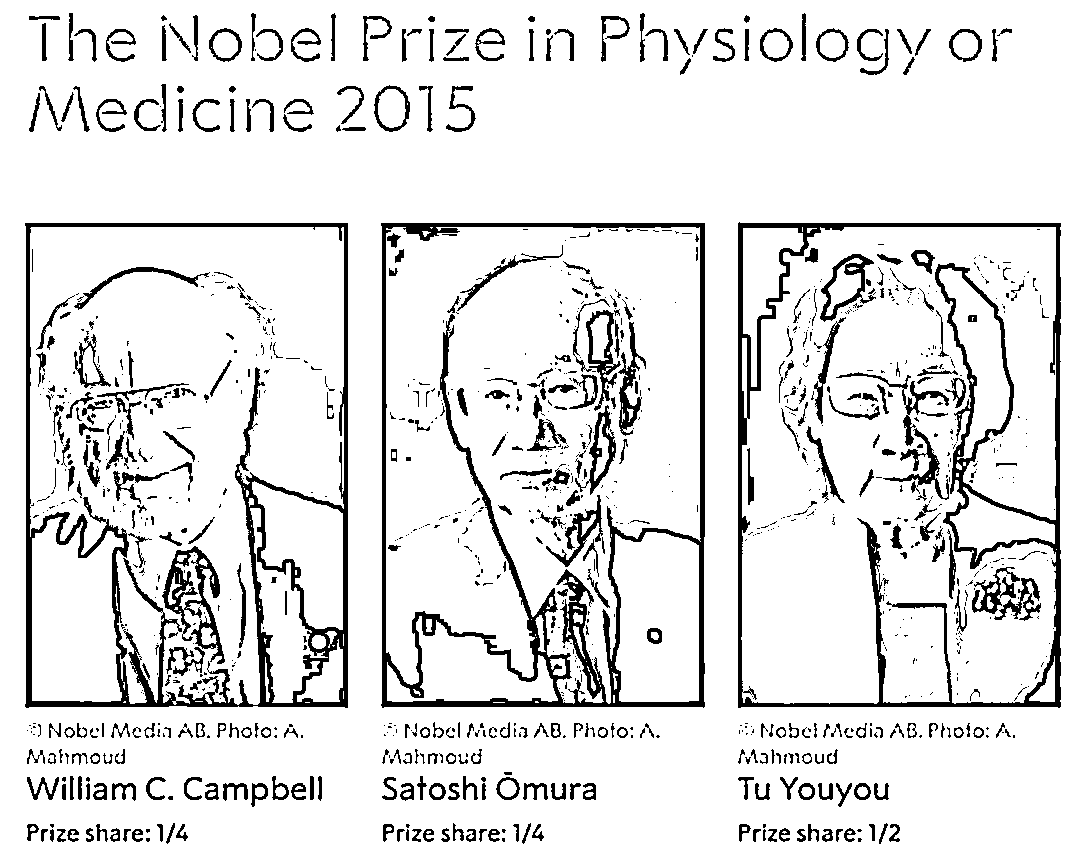 The Nobel Prize in Physiology or
Medicine 2015
© Nobel Media AB. Photo: A.
Mahmoud
William C. Campbell
Prize share: 1/4
© Nobel Media AB. Photo: A.
Mahmoud
Satoshi Ōmura
Prize share: 1/4
© Nobel Media AB. Photo: A.
Mahmoud
Tu Youyou
Prize share: 1/2